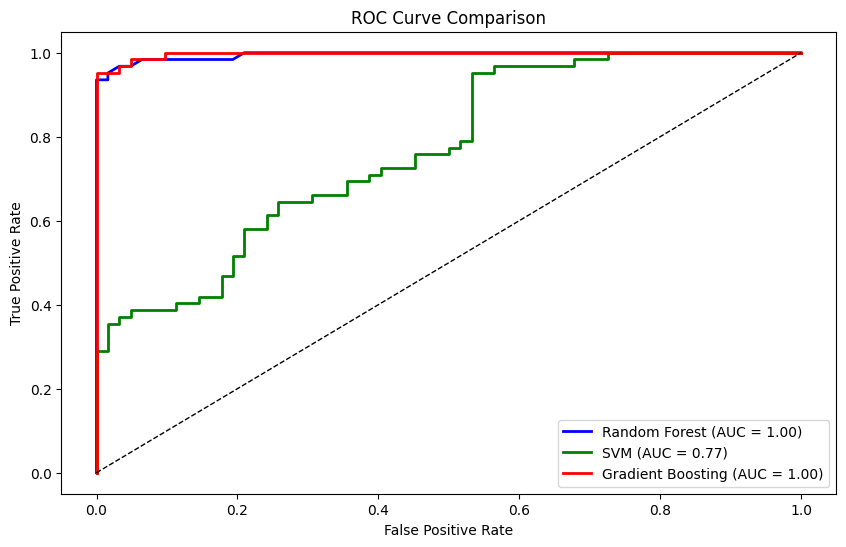 ROC Curve Comparison
True Positive Rate
1.0
0.8
0.6
0.4
0.2
0.0
0.0 0.2 0.4 0.6 0.8 1.0
False Positive Rate
Random Forest (AUC = 1.00)
SVM (AUC = 0.77)
Gradient Boosting (AUC = 1.00)